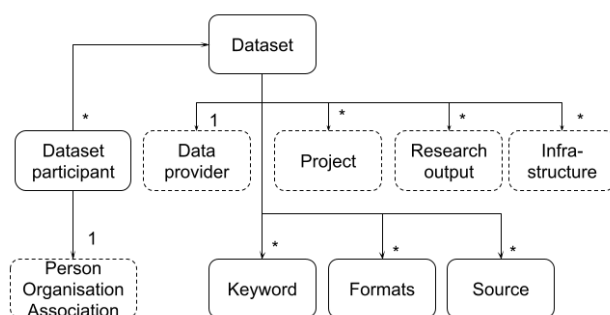 Dataset
* 1 * * *
Dataset
participant
Data
provider
Project
Research
output
Infra-
structure
1 * * *
Person
Organisation
Association
Keyword
Formats
Source